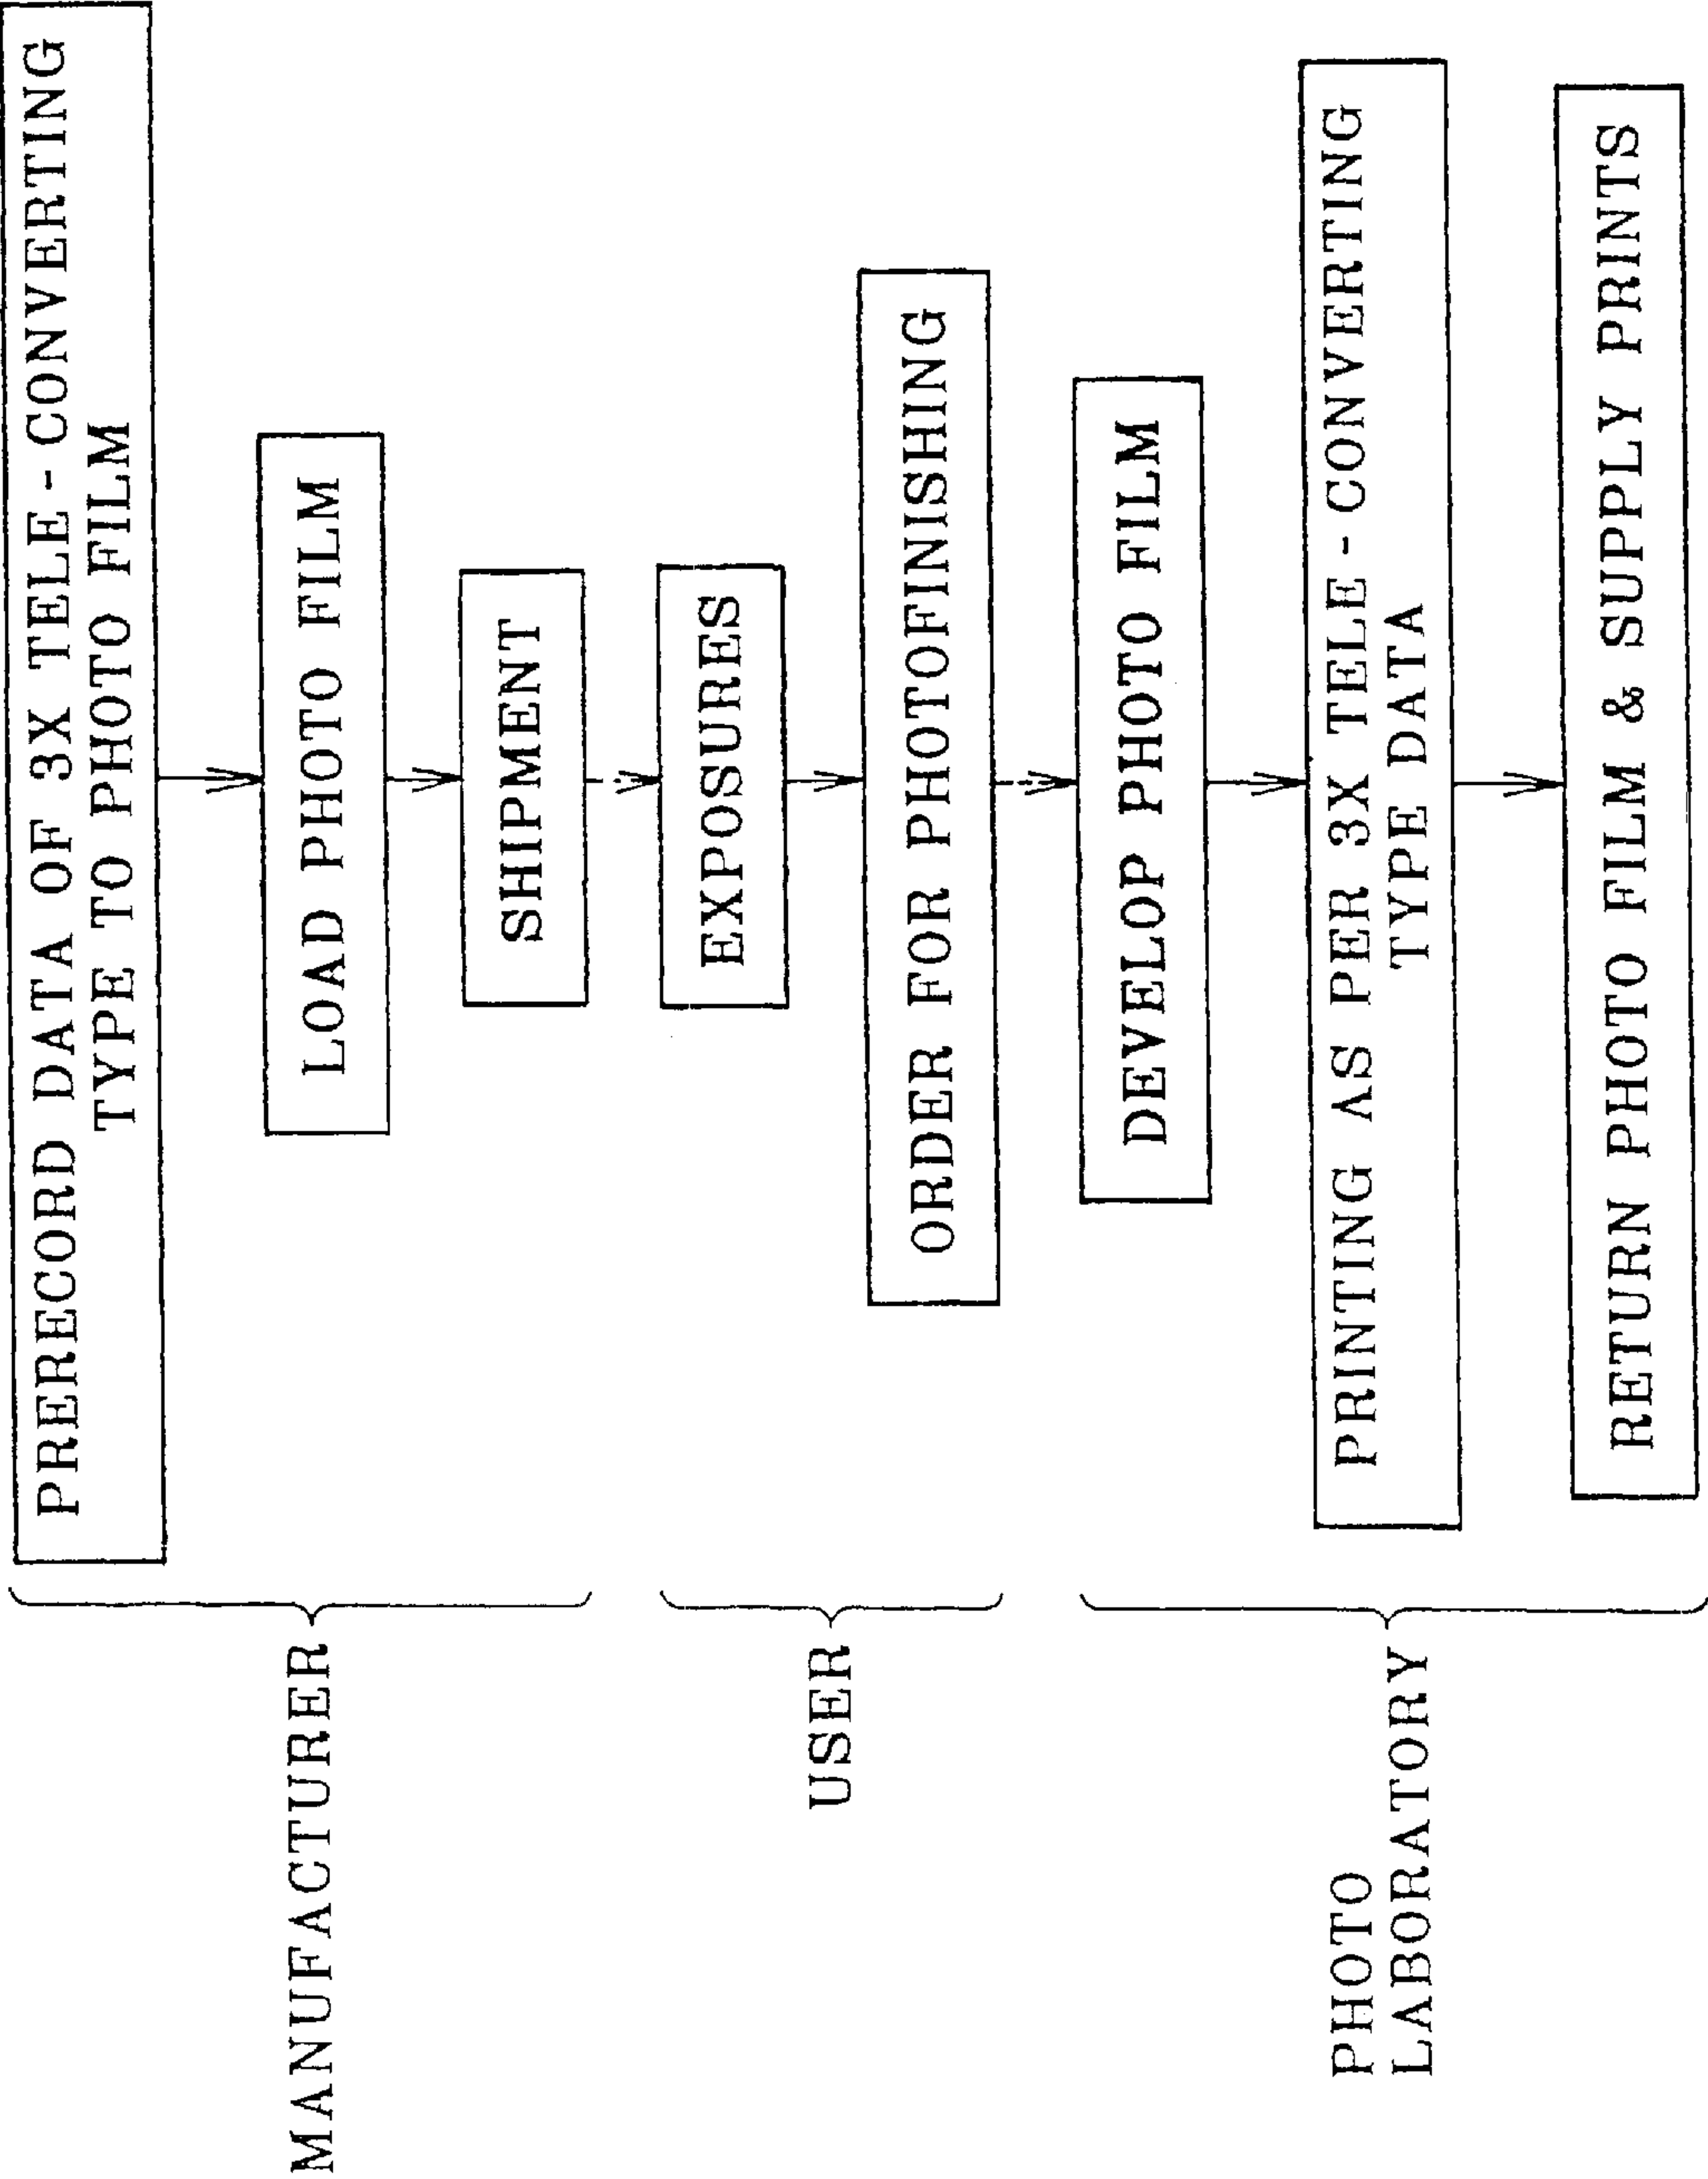 MANUFACTURER
PRERECORD DATA OF 3X TELE-CONVERTING
TYPE TO PHOTO FILM
LOAD PHOTO FILM
SHIPMENT
USER
EXPOSURES
ORDER FOR PHOTOFINISHING
PHOTO
LABORATORY
DEVELOP PHOTO FILM
PRINTING AS PER 3X TELE-CONVERTING
TYPE DATA
RETURN PHOTO FILM & SUPPLY PRINTS